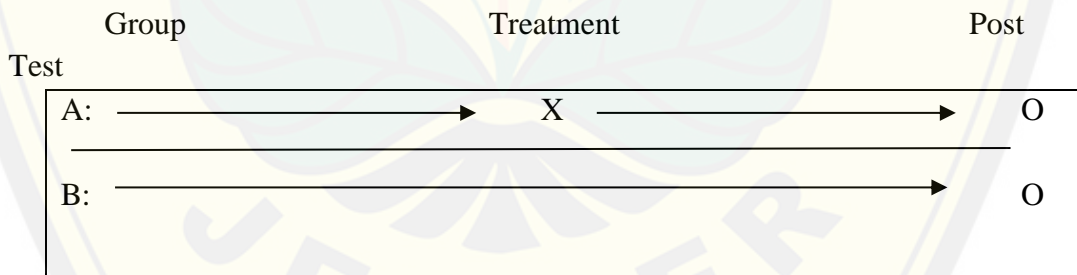 Group Treatment Post
Test
A: X O
B: O